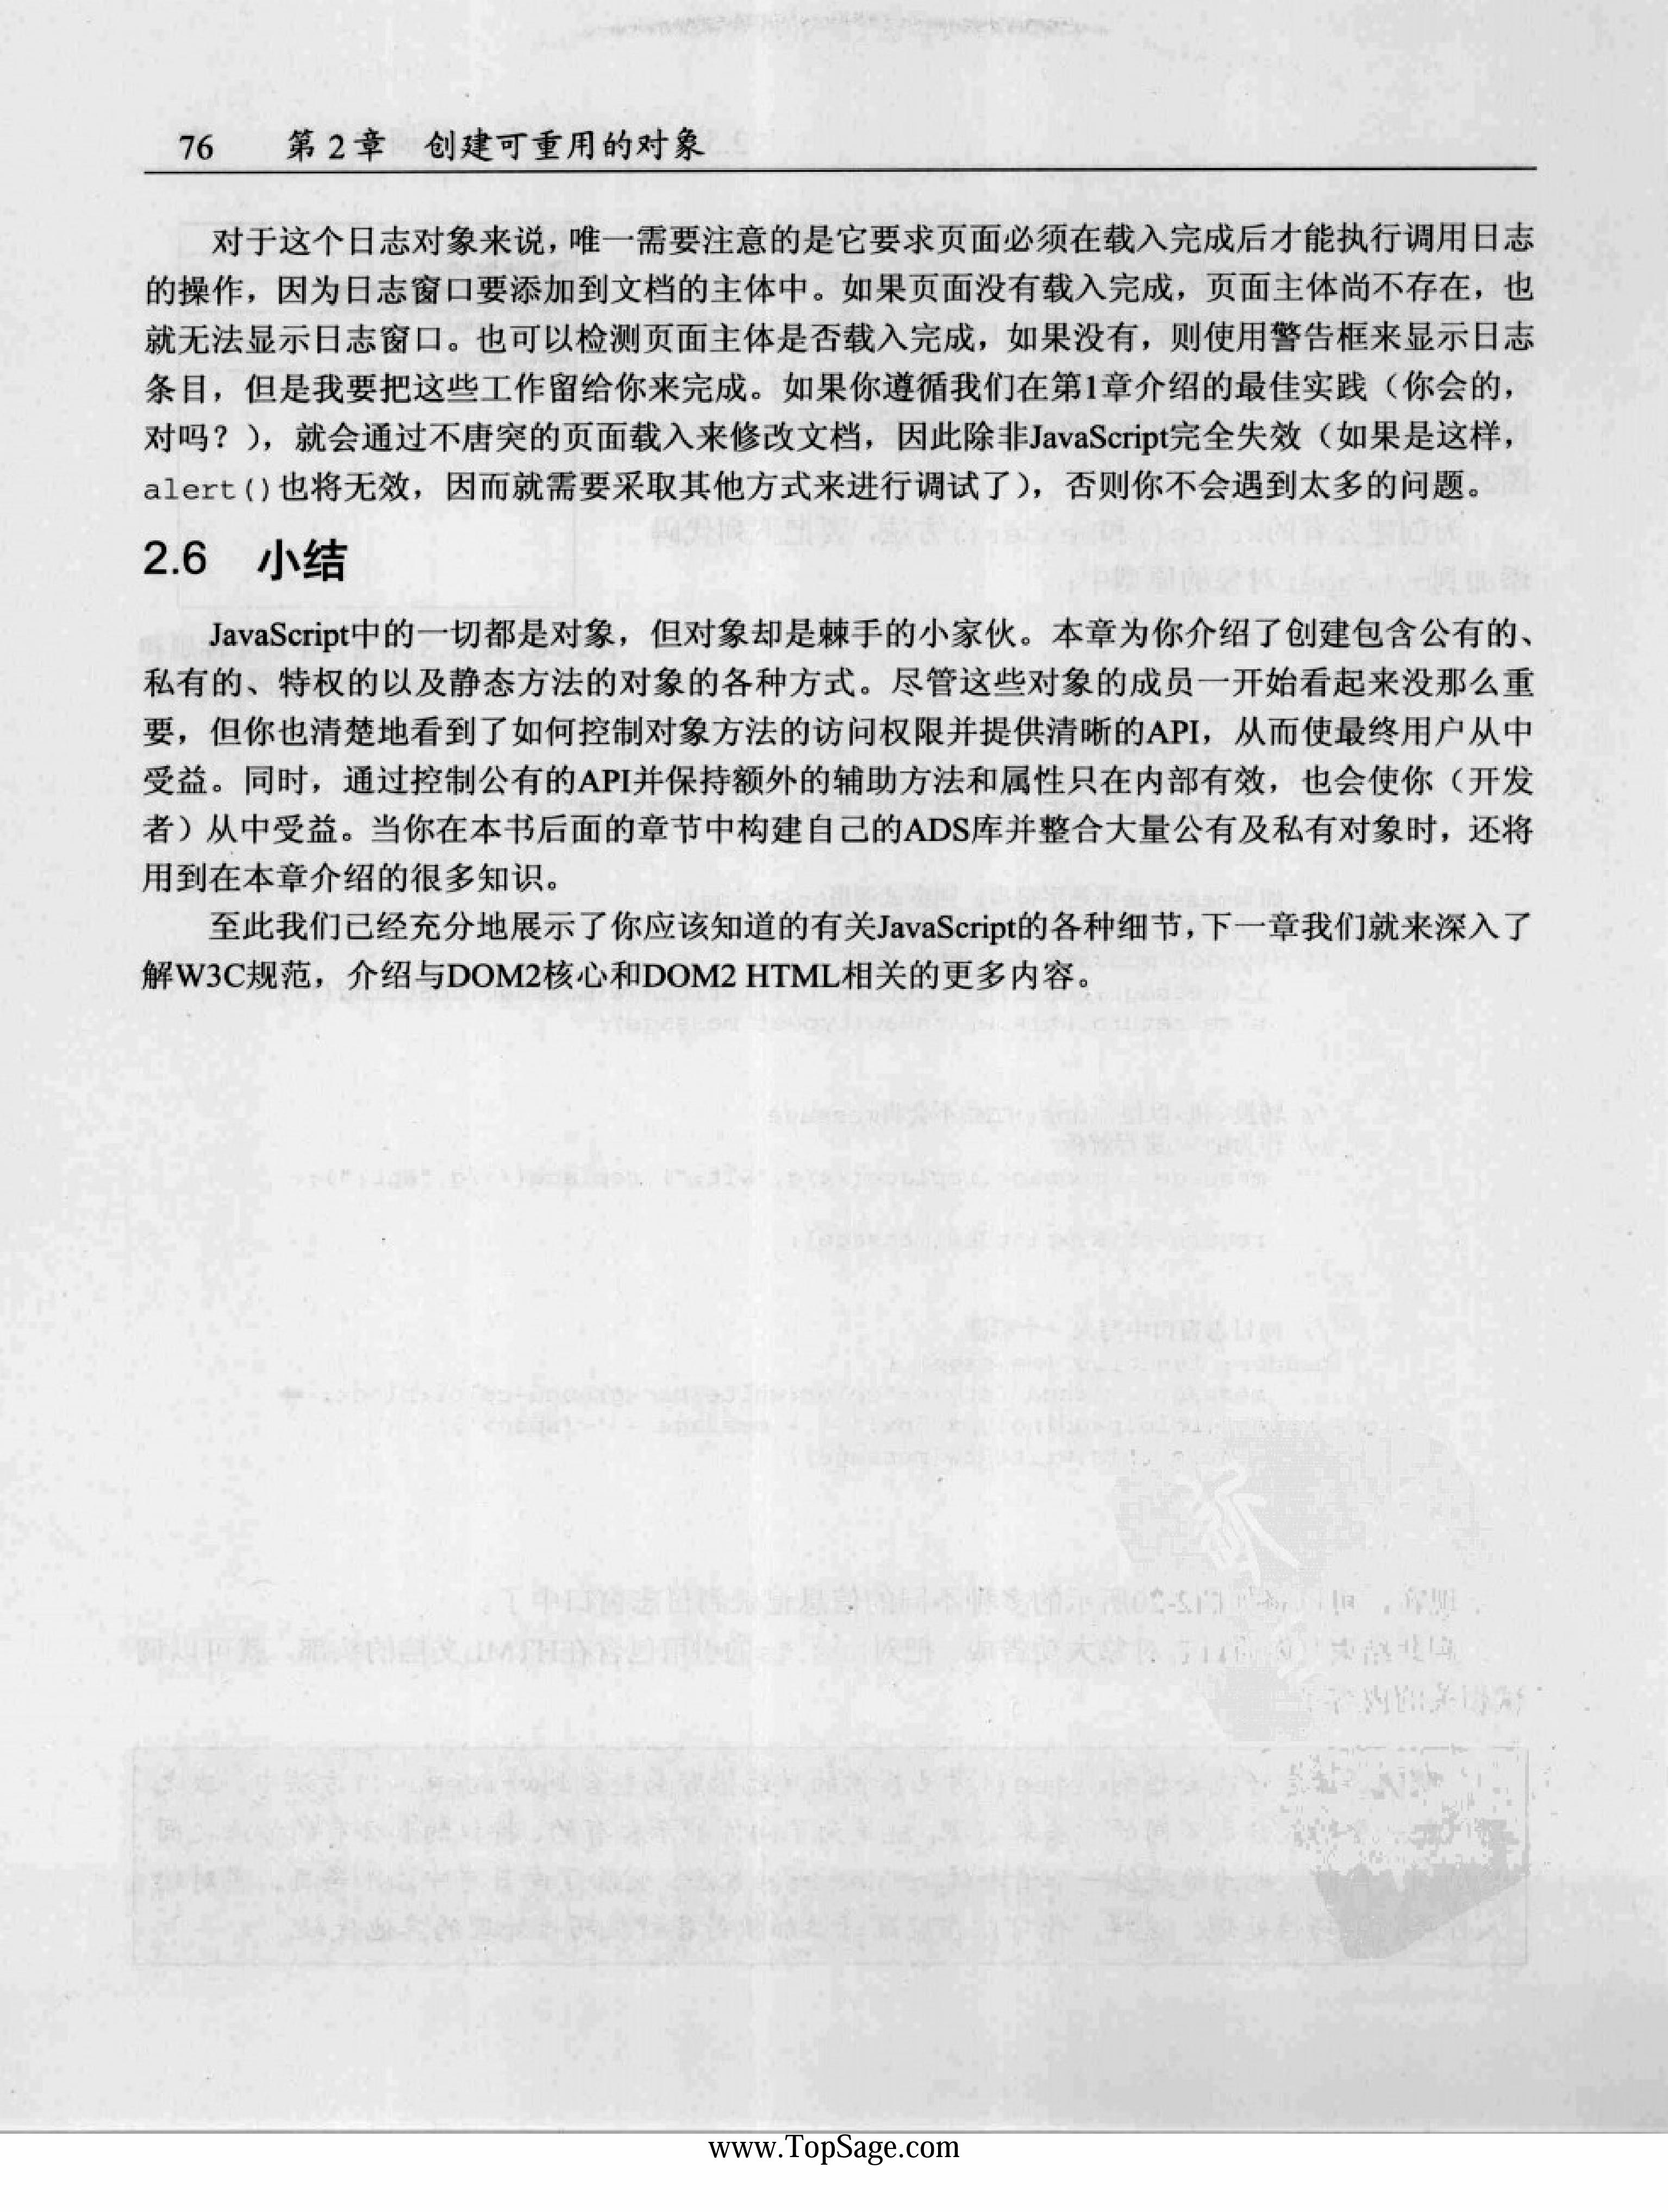 76 第2章 创建可重用的对象
对于这个日志对象来说，唯一需要注意的是它要求页面必须在载入完成后才能执行调用日志
的操作，因为日志窗口要添加到文档的主体中。如果页面没有载入完成，页面主体尚不存在，也
就无法显示日志窗口。也可以检测页面主体是否载入完成，如果没有，则使用警告框来显示日志
条目，但是我要把这些工作留给你来完成。如果你遵循我们在第1章介绍的最佳实践（你会的，
对吗？），就会通过不唐突的页面载入来修改文档，因此除非JavaScript完全失效（如果是这样，
alert()也将无效，因而就需要采取其他方式来进行调试了），否则你不会遇到太多的问题。
2.6 小结
JavaScript中的一切都是对象，但对象却是棘手的小家伙。本章为你介绍了创建包含公有的、
私有的、特权的以及静态方法的对象的各种方式。尽管这些对象的成员一开始看起来没那么重
要，但你也清楚地看到了如何控制对象方法的访问权限并提供清晰的API，从而使最终用户从中
受益。同时，通过控制公有的API并保持额外的辅助方法和属性只在内部有效，也会使你（开发
者）从中受益。当你在本书后面的章节中构建自己的ADS库并整合大量公有及私有对象时，还将
用到在本章介绍的很多知识。
至此我们已经充分地展示了你应该知道的有关JavaScript的各种细节，下一章我们就来深入了
解W3C规范，介绍与DOM2核心和DOM2 HTML相关的更多内容。
www.TopSage.com